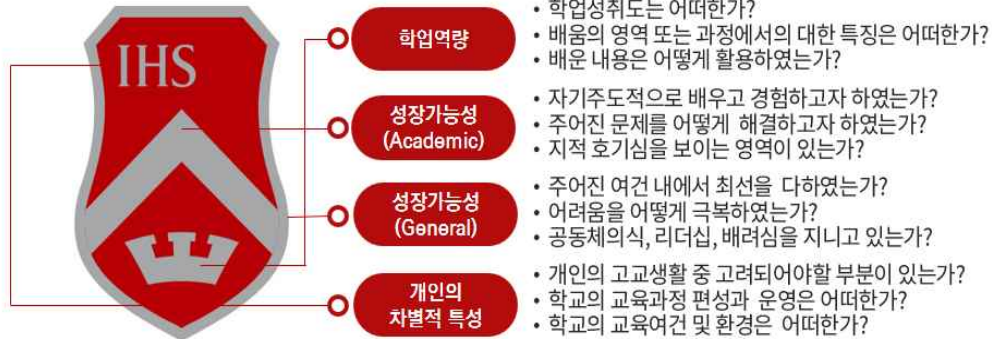 IHS
학업역량
• 학업성취도는 어떠한가?
• 배움의 영역 또는 과정에서의 대한 특징은 어떠한가?
• 배운 내용은 어떻게 활용하였는가?
성장가능성
(Academic)
• 자기주도적으로 배우고 경험하고자 하였는가?
• 주어진 문제를 어떻게 해결하고자 하였는가?
• 지적 호기심을 보이는 영역이 있는가?
성장가능성
(General)
• 주어진 여건 내에서 최선을 다하였는가?
• 어려움을 어떻게 극복하였는가?
• 공동체의식, 리더십, 배려심을 지니고 있는가?
개인의
차별적 특성
• 개인의 고교생활 중 고려되어야할 부분이 있는가?
• 학교의 교육과정 편성과 운영은 어떠한가?
• 학교의 교육여건 및 환경은 어떠한가?